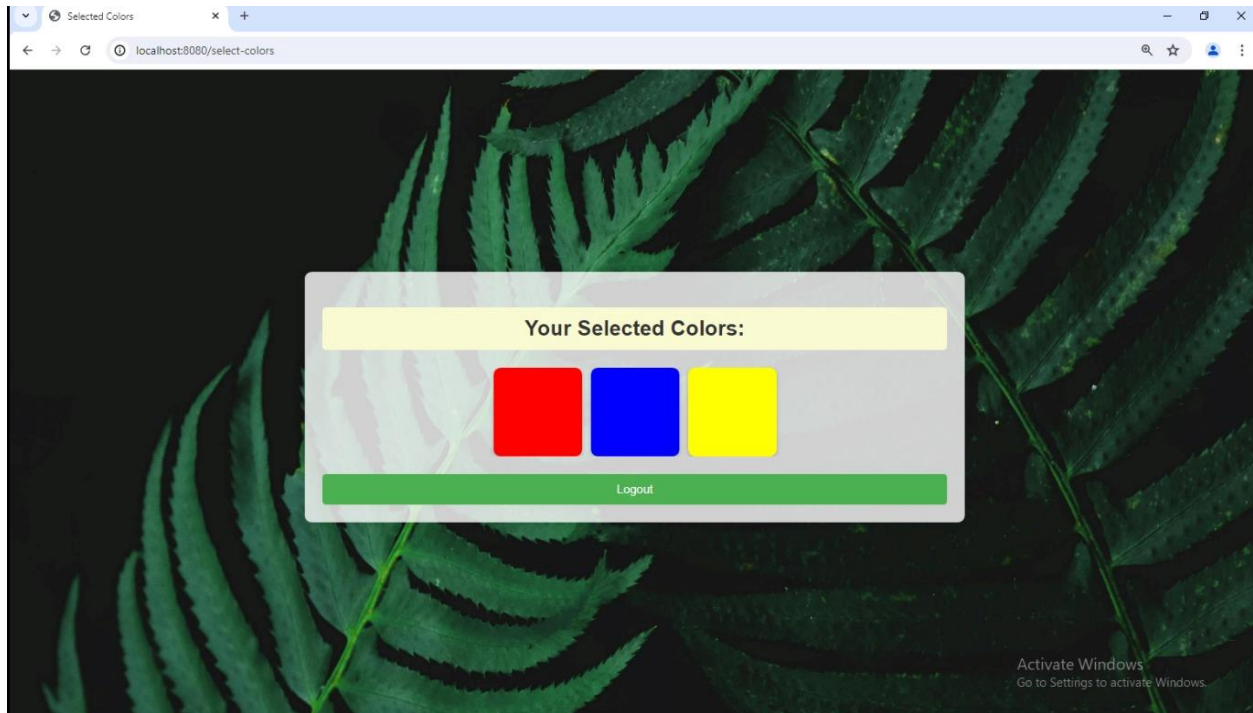 Selected Colors
localhost:8080/select-colors
Your Selected Colors:
Logout
Activate Windows
Go to Settings to activate Windows.